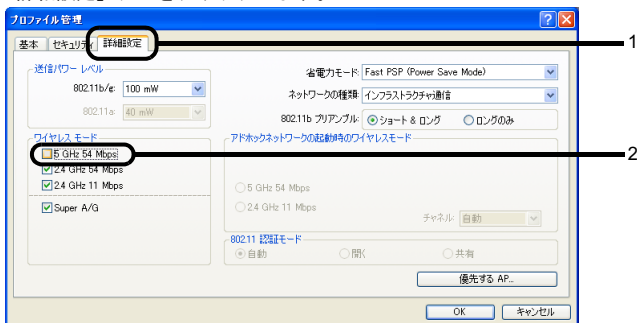 プロファイル管理
基本 セキュリティ 詳細設定
1
送信パワー レベル
802.11b/g: 100 mW
802.11a: 40 mW
省電力モード: Fast PSP (Power Save Mode)
ネットワークの種類: インフラストラクチャ通信
802.11b プリアンブル: ショート & ロング ロングのみ
ワイヤレス モード
5 GHz 54 Mbps
2
2.4 GHz 54 Mbps
2.4 GHz 11 Mbps
Super A/G
アドホックネットワークの起動時のワイヤレスモード
5 GHz 54 Mbps
2.4 GHz 11 Mbps
チャネル: 自動
802.11 認証モード
自動 開く 共有
優先する AP...
OK キャンセル